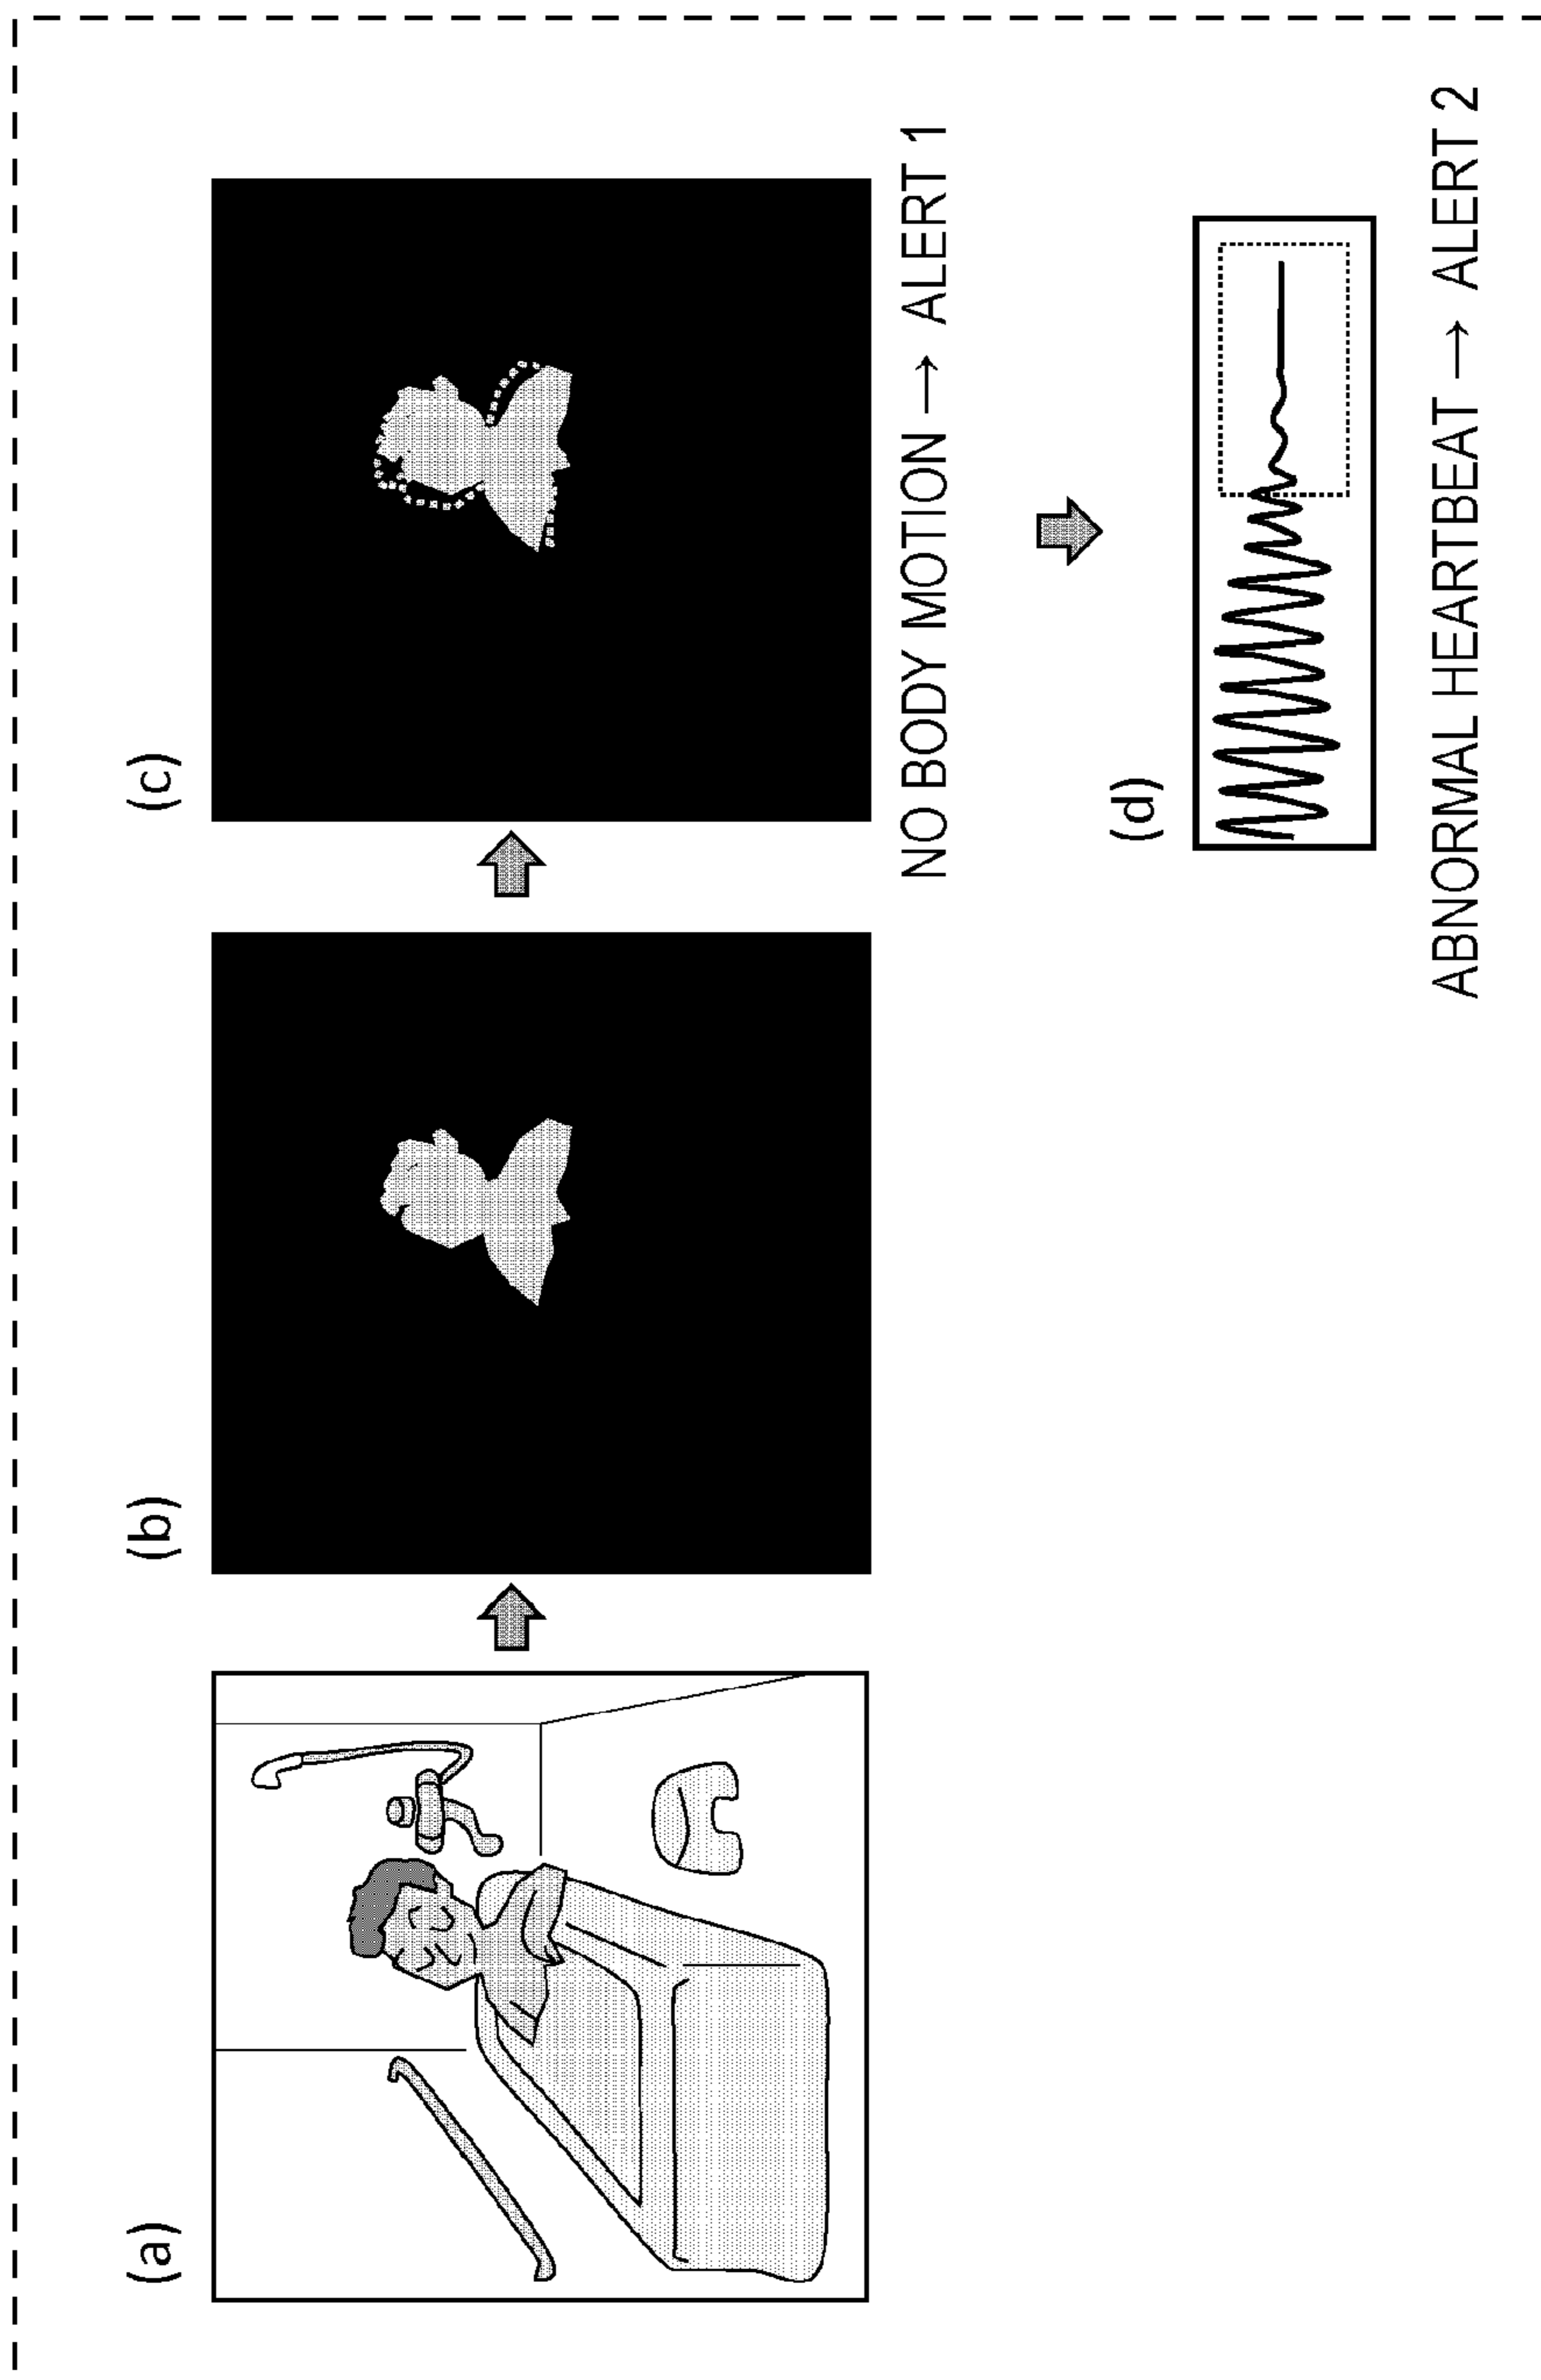 (a)
(b)
(c)
NO BODY MOTION → ALERT 1
(d)
ABNORMAL HEARTBEAT → ALERT 2